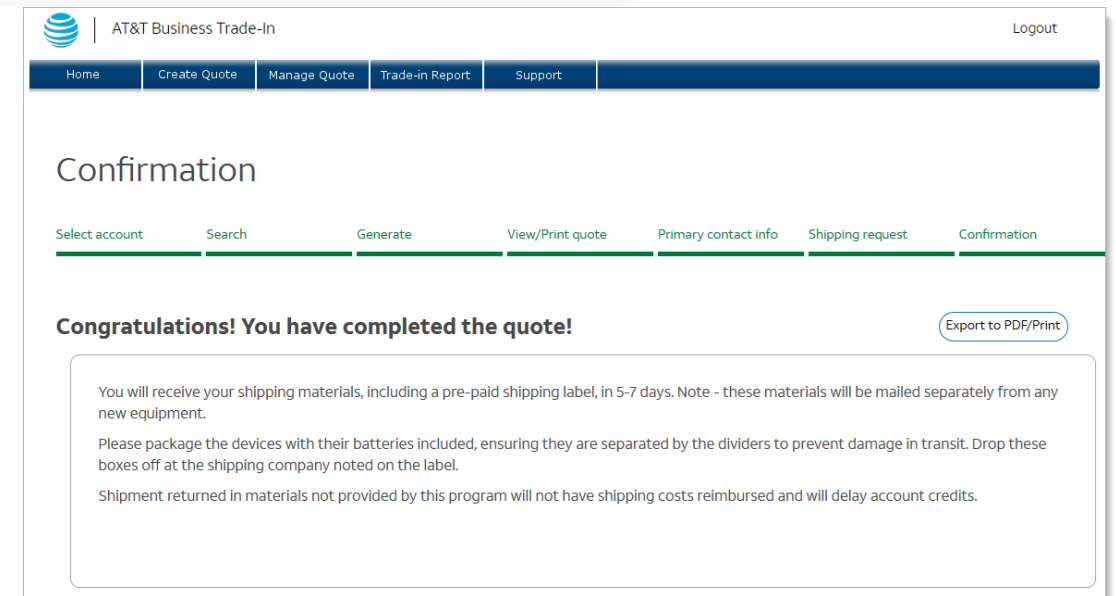 AT&T Business Trade-In
Logout
Home
Create Quote
Manage Quote
Trade-in Report
Support
Confirmation
Select account
Search
Generate
View/Print quote
Primary contact info
Shipping request
Confirmation
Congratulations! You have completed the quote!
Export to PDF/Print
You will receive your shipping materials, including a pre-paid shipping label, in 5-7 days. Note - these materials will be mailed separately from any
new equipment.
Please package the devices with their batteries included, ensuring they are separated by the dividers to prevent damage in transit. Drop these
boxes off at the shipping company noted on the label.
Shipment returned in materials not provided by this program will not have shipping costs reimbursed and will delay account credits.